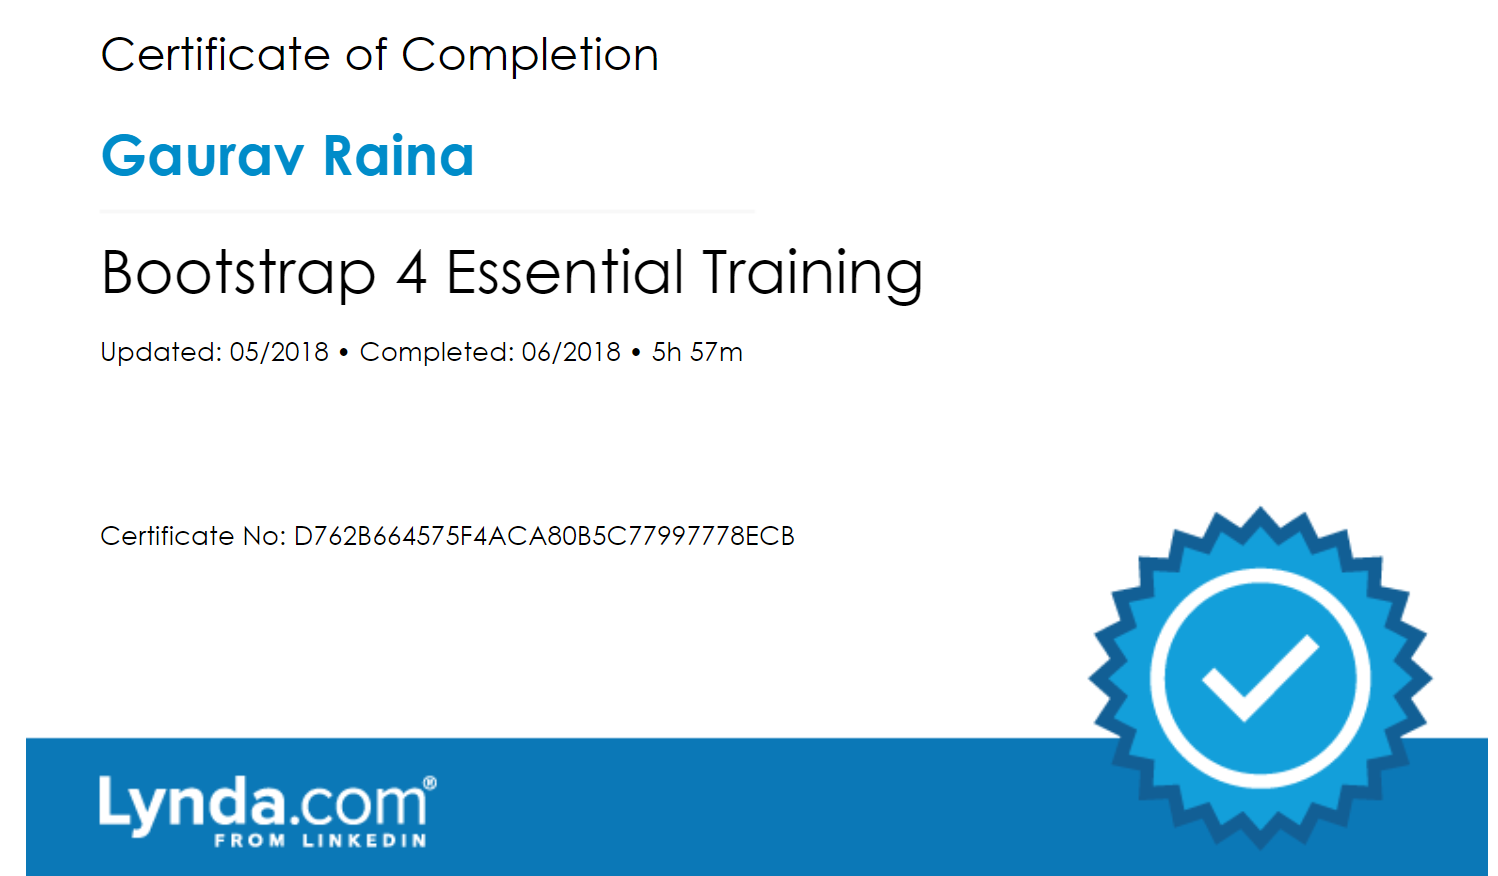 Certificate of Completion
Gaurav Raina
Bootstrap 4 Essential Training
Updated: 05/2018 • Completed: 06/2018 • 5h 57m
Certificate No: D762B664575F4ACA80B5C77997778ECB
Lynda.com®
FROM LINKEDIN